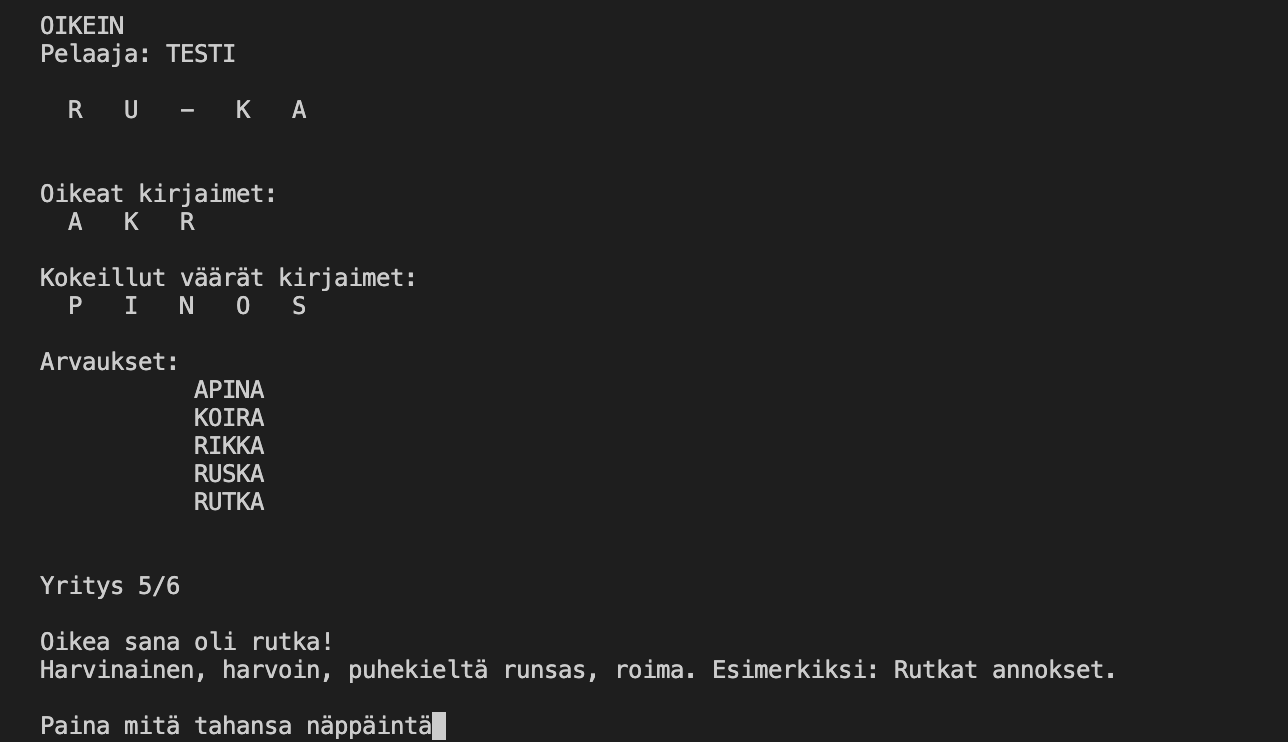 OIKEIN
Pelaaja: TESTI
R U – K A
Oikeat kirjaimet:
A K R
Kokeillut väärät kirjaimet:
P I N O S
Arvaukset:
APINA
KOIRA
RIKKA
RUSKA
RUTKA
Yritys 5/6
Oikea sana oli rutka!
Harvinainen, harvoin, puhekieltä runsas, roima. Esimerkiksi: Rutkat annokset.
Paina mitä tahansa näppäintä